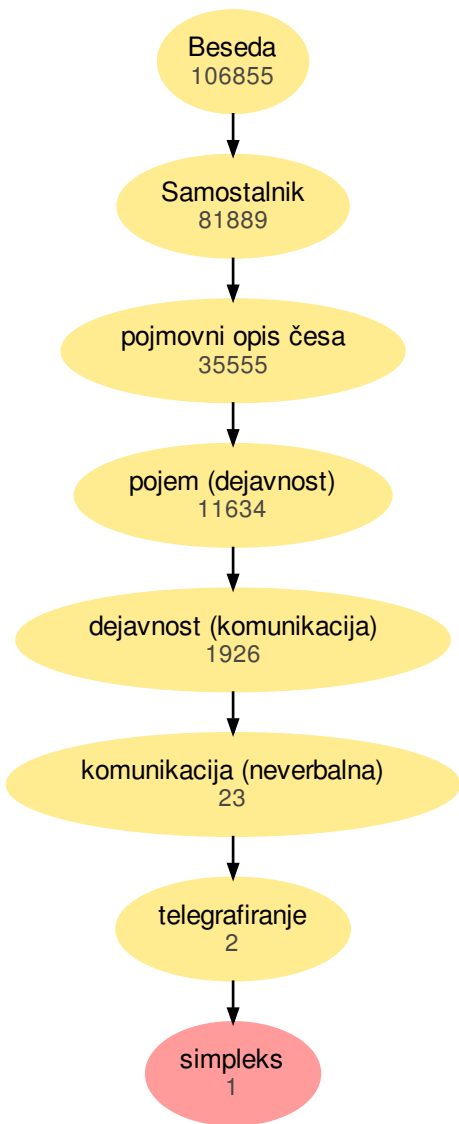 Beseda
106855
Samostalnik
81889
pojmovni opis česa
35555
pojem (dejavnost)
11634
dejavnost (komunikacija)
1926
komunikacija (neverbalna)
23
telegrafiranje
2
simpleks
1